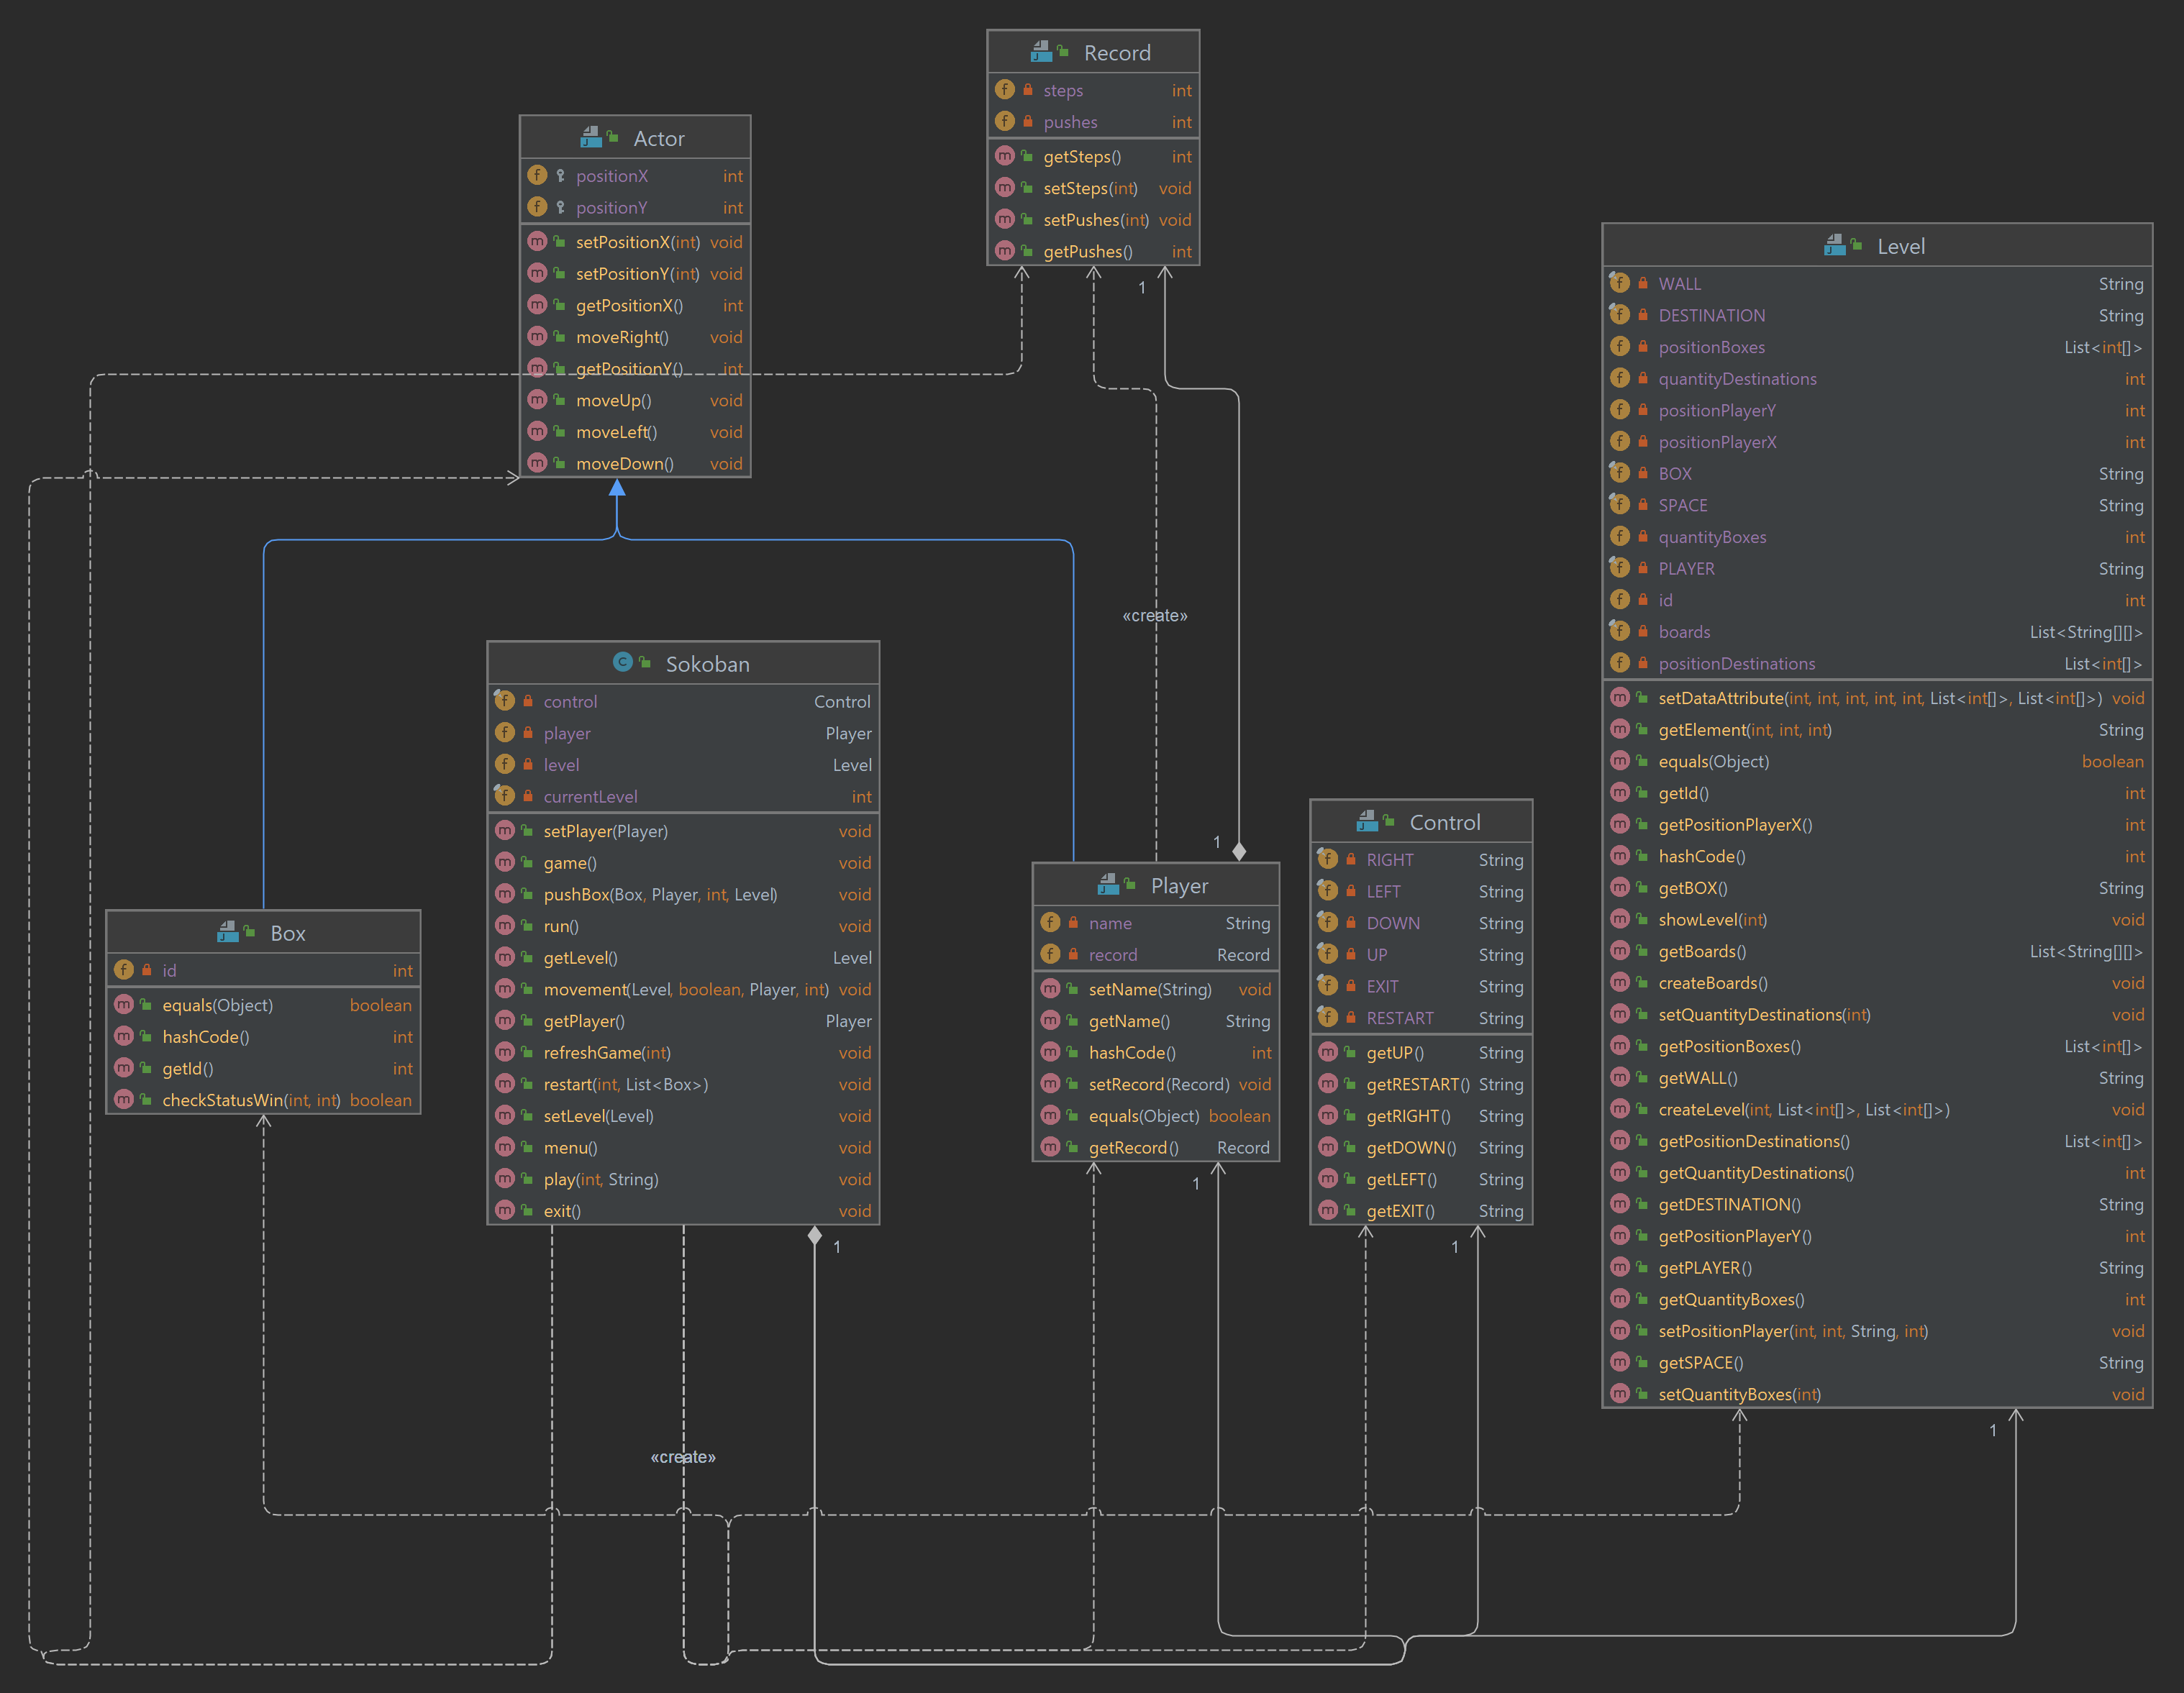 Record
steps int
pushes int
getSteps() int
setSteps(int) void
setPushes(int) void
getPushes() int
1
Actor
positionX int
positionY int
setPositionX(int) void
setPositionY(int) void
getPositionX() int
moveRight() void
getPositionY() int
moveUp() void
moveLeft() void
moveDown() void
Level
WALL String
DESTINATION String
positionBoxes List<int[]>
quantityDestinations int
positionPlayerY int
positionPlayerX int
BOX String
SPACE String
quantityBoxes int
PLAYER String
id int
boards List<String[][]>
positionDestinations List<int[]>
setDataAttribute(int, int, int, int, int, List<int[]>, List<int[]>) void
getElement(int, int, int) String
equals(Object) boolean
getId() int
getPositionPlayerX() int
hashCode() int
getBOX() String
showLevel(int) void
getBoards() List<String[][]>
createBoards() void
setQuantityDestinations(int) void
getPositionBoxes() List<int[]>
getWALL() String
createLevel(int, List<int[]>, List<int[]>) void
getPositionDestinations() List<int[]>
getQuantityDestinations() int
getDESTINATION() String
getPositionPlayerY() int
getPLAYER() String
getQuantityBoxes() int
setPositionPlayer(int, int, String, int) void
getSPACE() String
setQuantityBoxes(int) void
1
«create»
Sokoban
control Control
player Player
level Level
currentLevel int
setPlayer(Player) void
game() void
pushBox(Box, Player, int, Level) void
run() void
getLevel() Level
movement(Level, boolean, Player, int) void
getPlayer() Player
refreshGame(int) void
restart(int, List<Box>) void
setLevel(Level) void
menu() void
play(int, String) void
exit() void
1
1
Player
name String
record Record
setName(String) void
getName() String
hashCode() int
setRecord(Record) void
equals(Object) boolean
getRecord() Record
1
Control
RIGHT String
LEFT String
DOWN String
UP String
EXIT String
RESTART String
getUP() String
getRESTART() String
getRIGHT() String
getDOWN() String
getLEFT() String
getEXIT() String
1
Box
id int
equals(Object) boolean
hashCode() int
getId() int
checkStatusWin(int, int) boolean
«create»